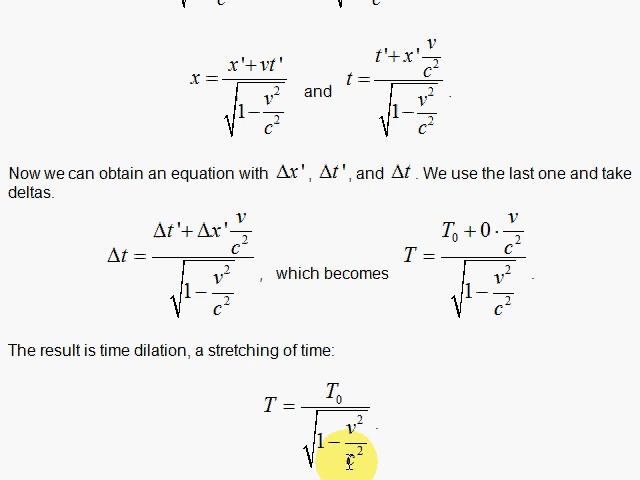 x = (x'+vt') / √(1 − v²/c²) and t = (t'+x' v/c²) / √(1 − v²/c²) .
Now we can obtain an equation with Δx', Δt', and Δt . We use the last one and take
deltas.
Δt = (Δt'+Δx' v/c²) / √(1 − v²/c²) , which becomes T = (T₀ + 0 · v/c²) / √(1 − v²/c²) .
The result is time dilation, a stretching of time:
T = T₀ / √(1 − v²/c²) .